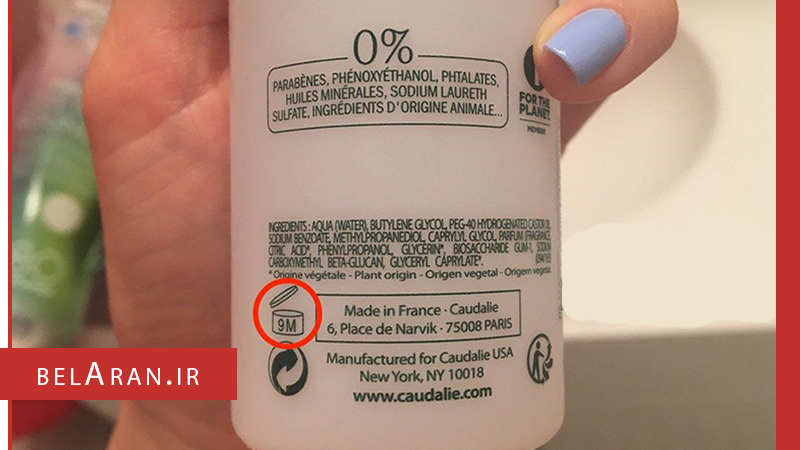 0%
PARABÈNES, PHÉNOXYÉTHANOL, PHTALATES,
HUILES MINÉRALES, SODIUM LAURETH
SULFATE, INGRÉDIENTS D'ORIGINE ANIMALE...
FOR THE
PLANET
MEMBER
INGREDIENTS : AQUA (WATER), BUTYLENE GLYCOL, PEG-40 HYDROGENATED CASTOR OIL,
SODIUM BENZOATE, METHYLPROPANEDIOL, CAPRYLYL GLYCOL, PARFUM (FRAGRANCE,
CITRIC ACID*, PHENYLPROPANOL, GLYCERIN*, BIOSACCHARIDE GUM-1, SODIUM
CARBOXYMETHYL BETA-GLUCAN, GLYCERYL CAPRYLATE*.
* Origine végétale - Plant origin - Origen vegetal - Origem vegetal
9M
Made in France · Caudalie
6, Place de Narvik · 75008 PARIS
Manufactured for Caudalie USA
New York, NY 10018
www.caudalie.com
BELARAN.IR